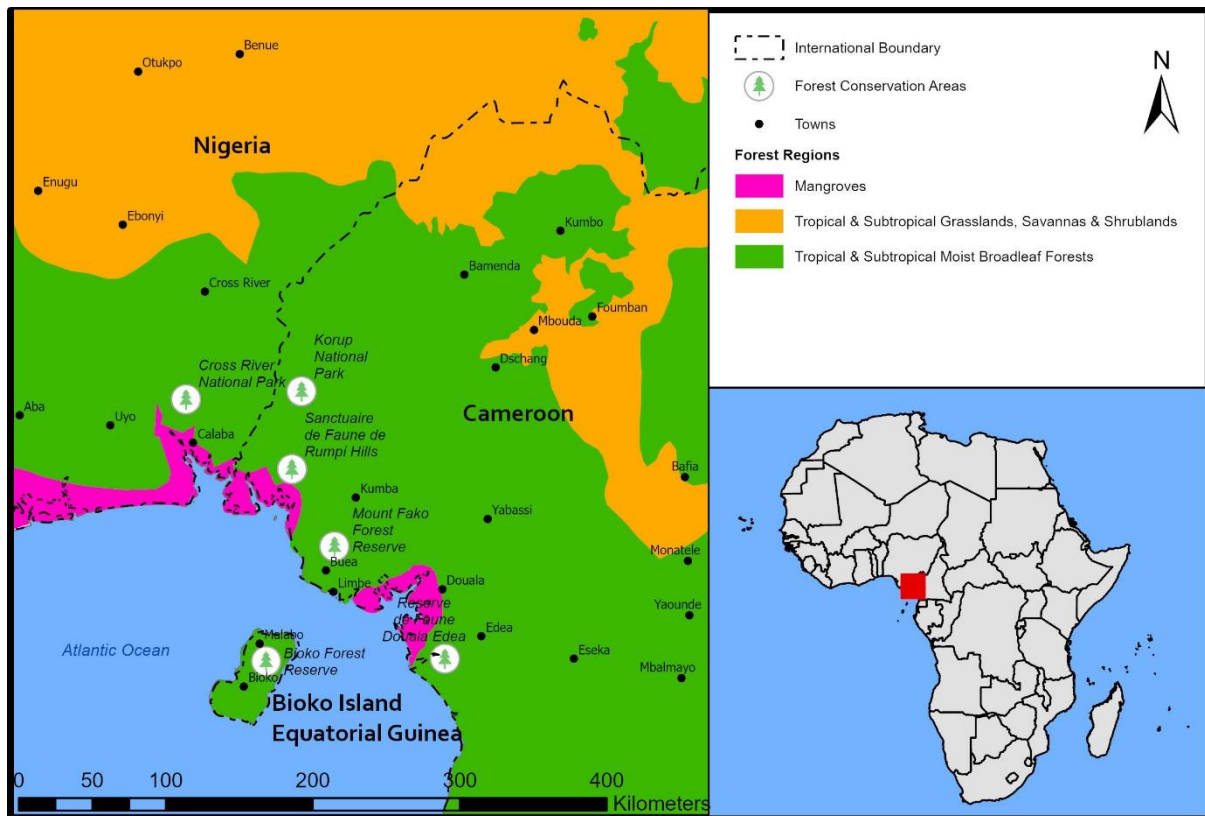 Benue
Otukpo
Nigeria
Enugu
Ebonyi
Kumbo
Bamenda
Cross River
Foumban
Mbouda
Korup
National
Park
Dschang
Cross River
National Park
Cameroon
Aba
Uyo
Sanctuaire
de Faune de
Rumpi Hills
Calaba
Bafia
Kumba
Yabassi
Mount Fako
Forest
Reserve
Monatele
Buea
Limbe
Douala
Reserve
de Faune
Douala Edea
Yaounde
Edea
Malabo
Atlantic Ocean
Bioko Forest
Reserve
Eseka
Mbalmayo
Bioko
Bioko Island
Equatorial Guinea
0 50 100 200 300 400
Kilometers
International Boundary
Forest Conservation Areas
Towns
Forest Regions
Mangroves
Tropical & Subtropical Grasslands, Savannas & Shrublands
Tropical & Subtropical Moist Broadleaf Forests
N